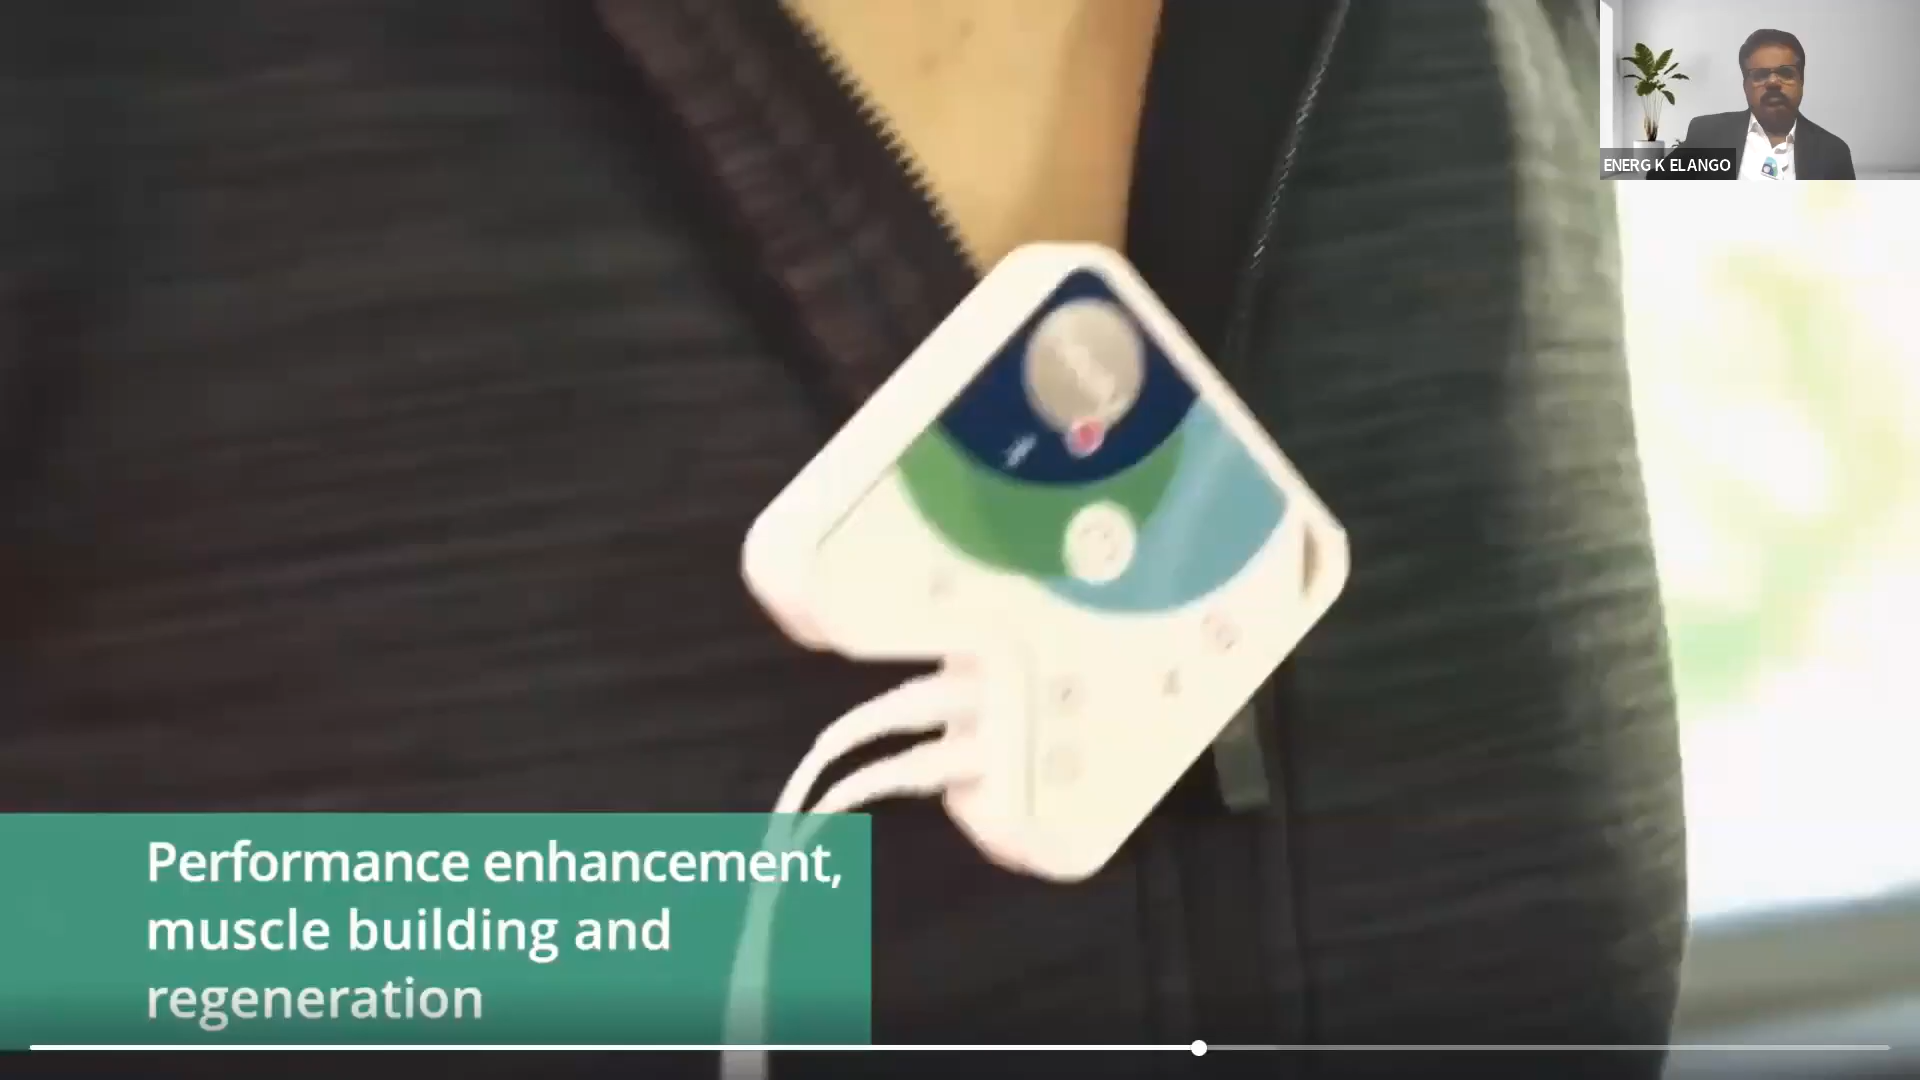 ENERG K ELANGO
Performance enhancement,
muscle building and
regeneration